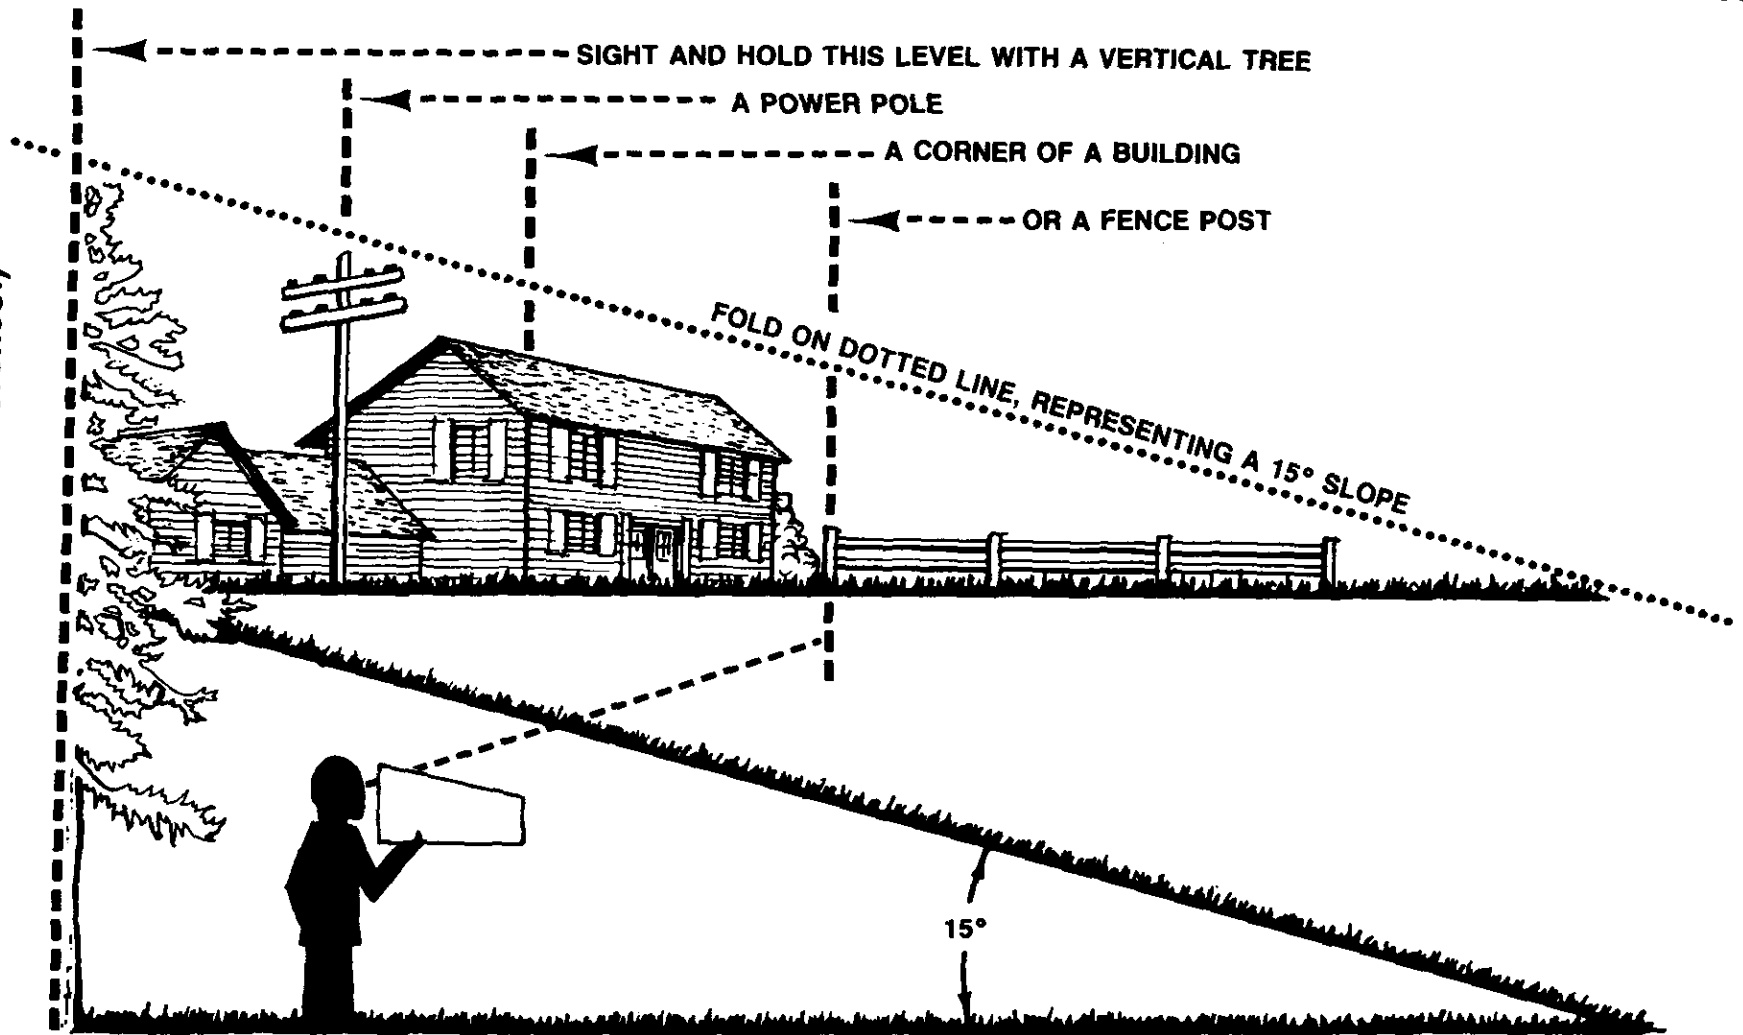 SIGHT AND HOLD THIS LEVEL WITH A VERTICAL TREE
A POWER POLE
A CORNER OF A BUILDING
OR A FENCE POST
FOLD ON DOTTED LINE, REPRESENTING A 15° SLOPE
15°